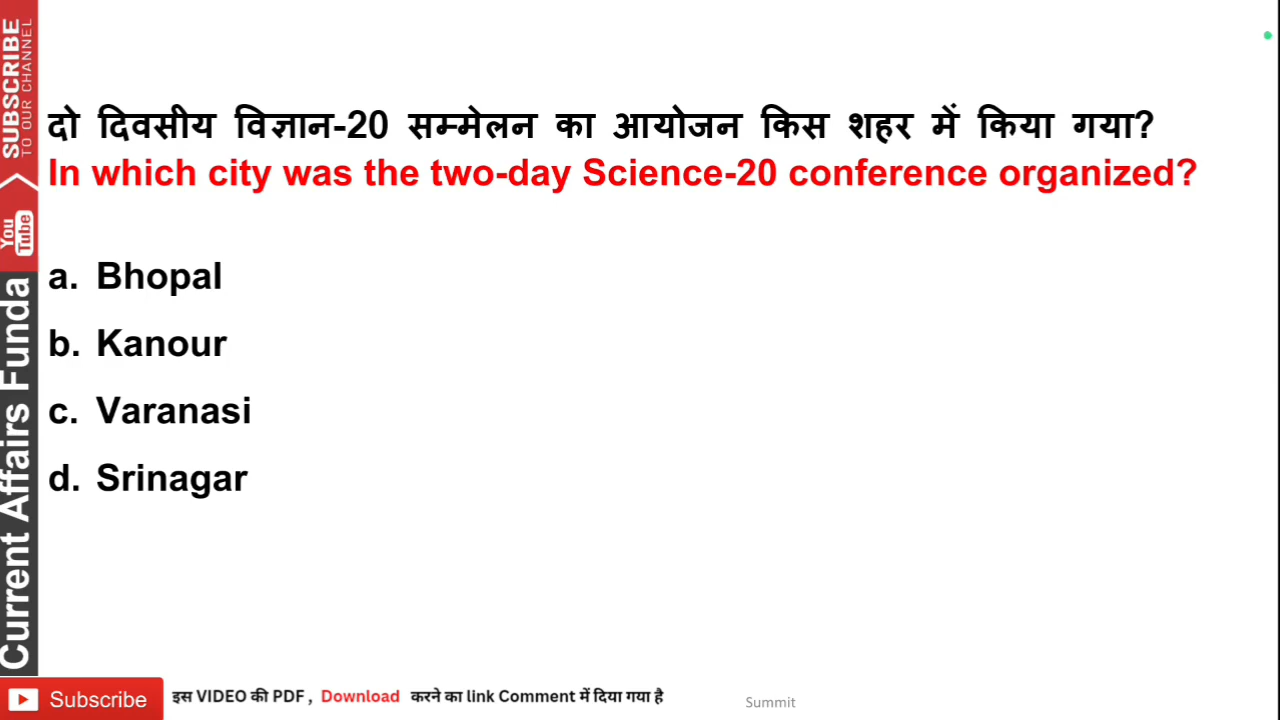 SUBSCRIBE
TO OUR CHANNEL
You
Tube
Current Affairs Funda
दो दिवसीय विज्ञान-20 सम्मेलन का आयोजन किस शहर में किया गया?
In which city was the two-day Science-20 conference organized?
a. Bhopal
b. Kanour
c. Varanasi
d. Srinagar
Subscribe
इस VIDEO की PDF , Download करने का link Comment में दिया गया है
Summit